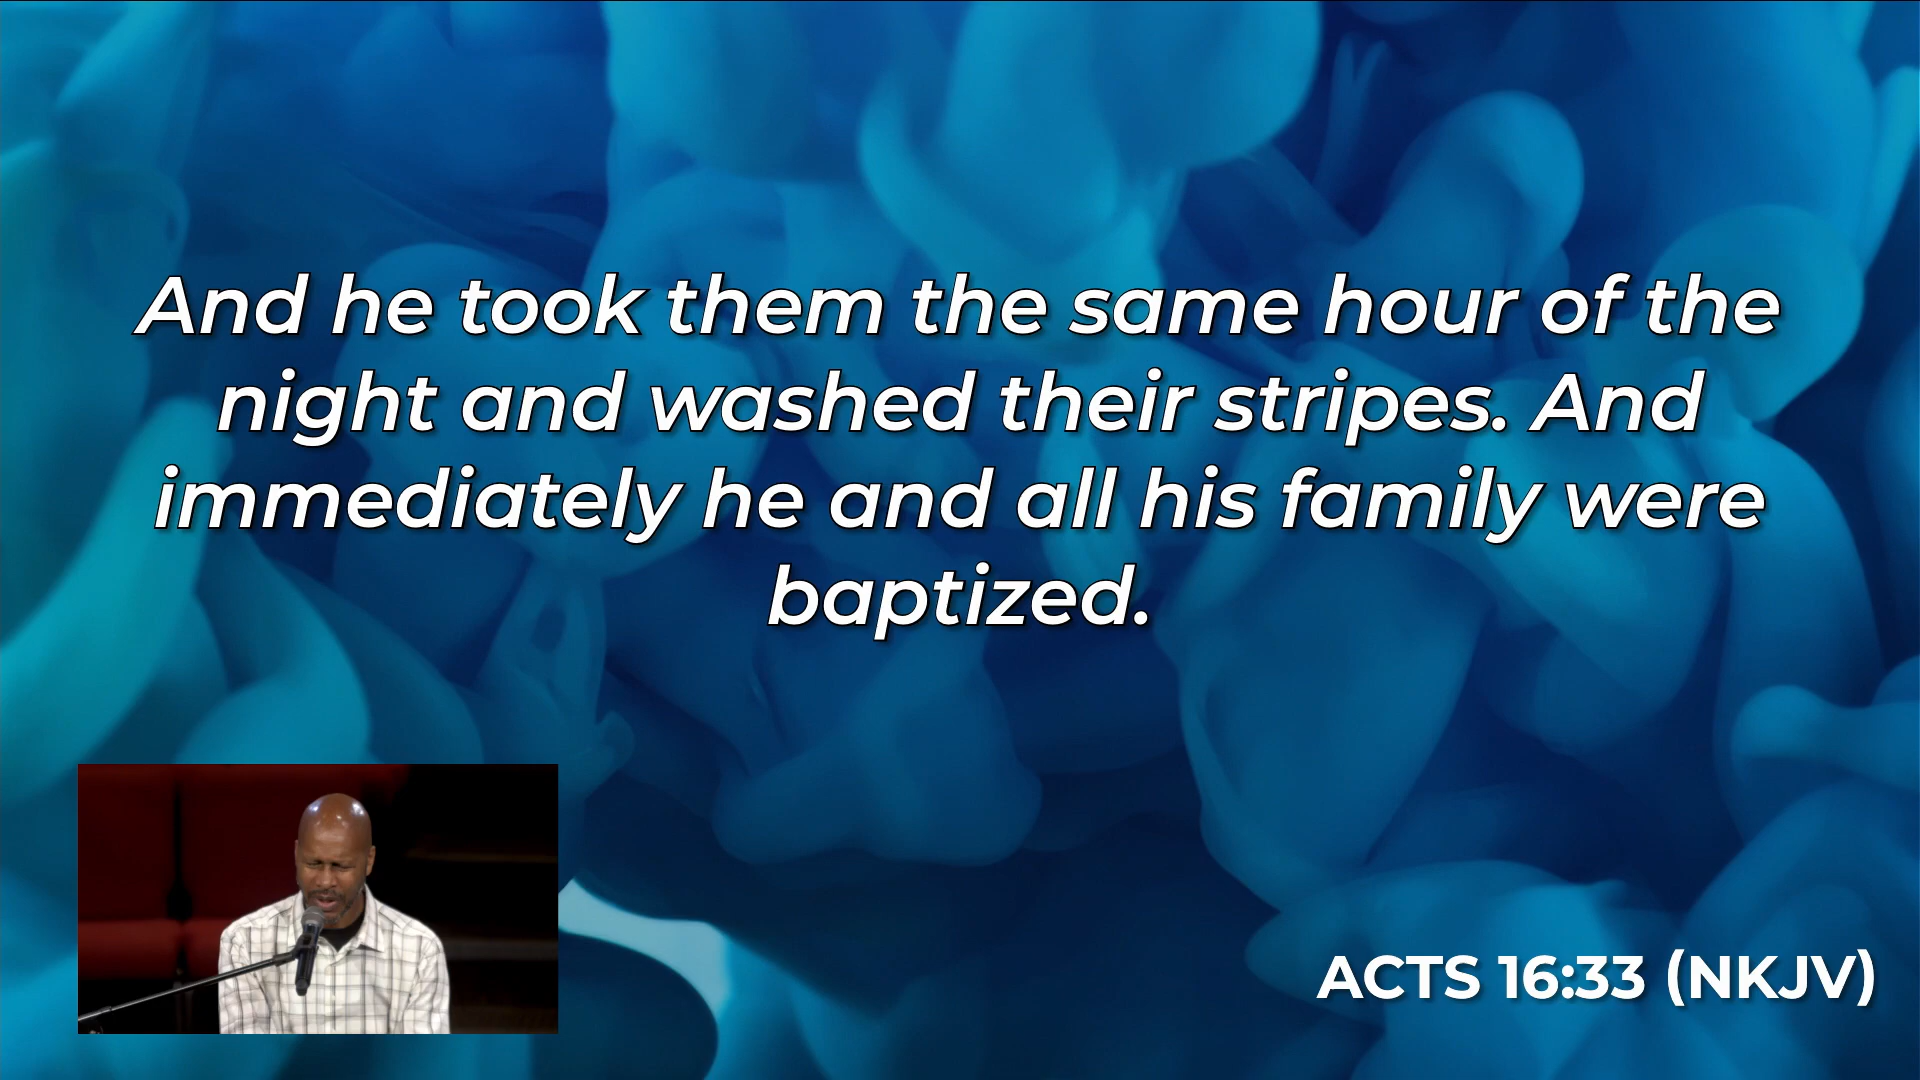 And he took them the same hour of the
night and washed their stripes. And
immediately he and all his family were
baptized.
ACTS 16:33 (NKJV)